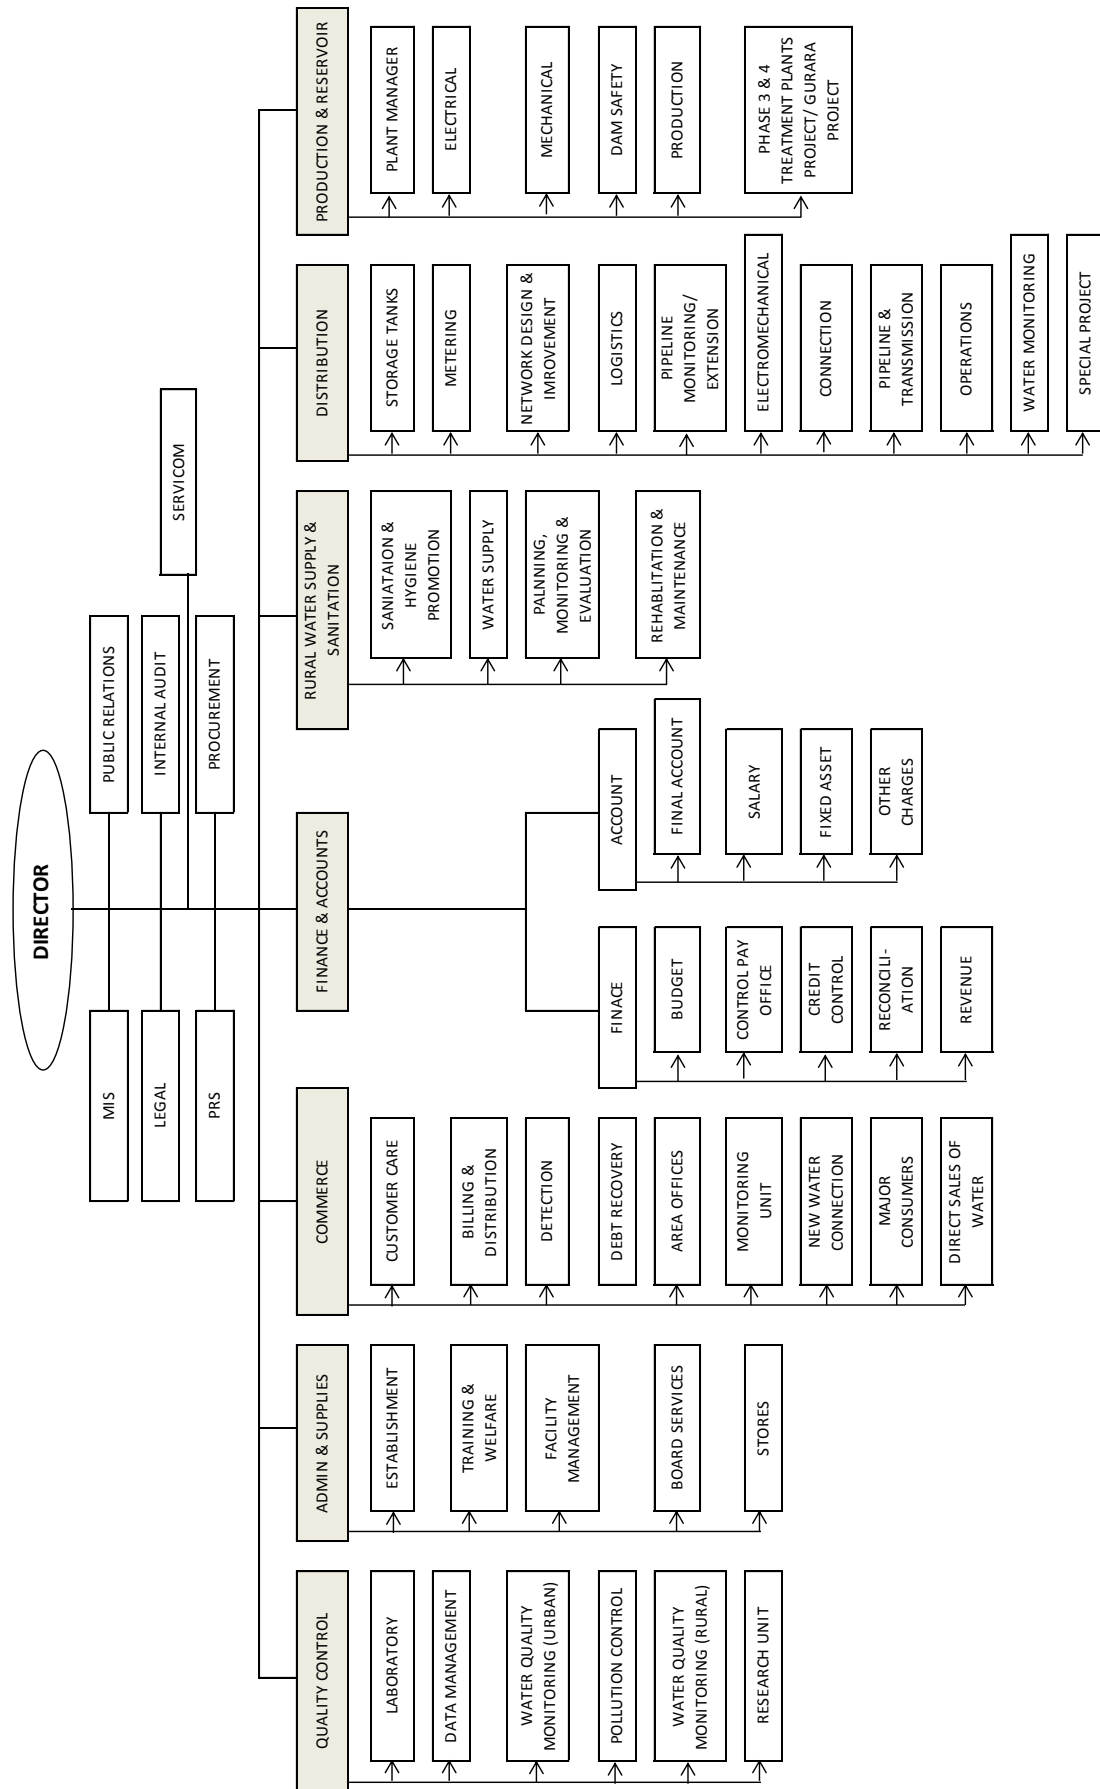 DIRECTOR
MIS
PUBLIC RELATIONS
LEGAL
INTERNAL AUDIT
PRS
PROCUREMENT
SERVICOM
QUALITY CONTROL
LABORATORY
DATA MANAGEMENT
WATER QUALITY
MONITORING (URBAN)
POLLUTION CONTROL
WATER QUALITY
MONITORING (RURAL)
RESEARCH UNIT
ADMIN & SUPPLIES
ESTABLISHMENT
TRAINING &
WELFARE
FACILITY
MANAGEMENT
BOARD SERVICES
STORES
COMMERCE
CUSTOMER CARE
BILLING &
DISTRIBUTION
DETECTION
DEBT RECOVERY
AREA OFFICES
MONITORING
UNIT
NEW WATER
CONNECTION
MAJOR
CONSUMERS
DIRECT SALES OF
WATER
FINANCE & ACCOUNTS
FINACE
BUDGET
CONTROL PAY
OFFICE
CREDIT
CONTROL
RECONCILI-
ATION
REVENUE
ACCOUNT
FINAL ACCOUNT
SALARY
FIXED ASSET
OTHER
CHARGES
RURAL WATER SUPPLY &
SANITATION
SANIATAION &
HYGIENE
PROMOTION
WATER SUPPLY
PALNNING,
MONITORING &
EVALUATION
REHABLITATION &
MAINTENANCE
DISTRIBUTION
STORAGE TANKS
METERING
NETWORK DESIGN &
IMROVEMENT
LOGISTICS
PIPELINE
MONITORING/
EXTENSION
ELECTROMECHANICAL
CONNECTION
PIPELINE &
TRANSMISSION
OPERATIONS
WATER MONITORING
SPECIAL PROJECT
PRODUCTION & RESERVOIR
PLANT MANAGER
ELECTRICAL
MECHANICAL
DAM SAFETY
PRODUCTION
PHASE 3 & 4
TREATMENT PLANTS
PROJECT/ GURARA
PROJECT